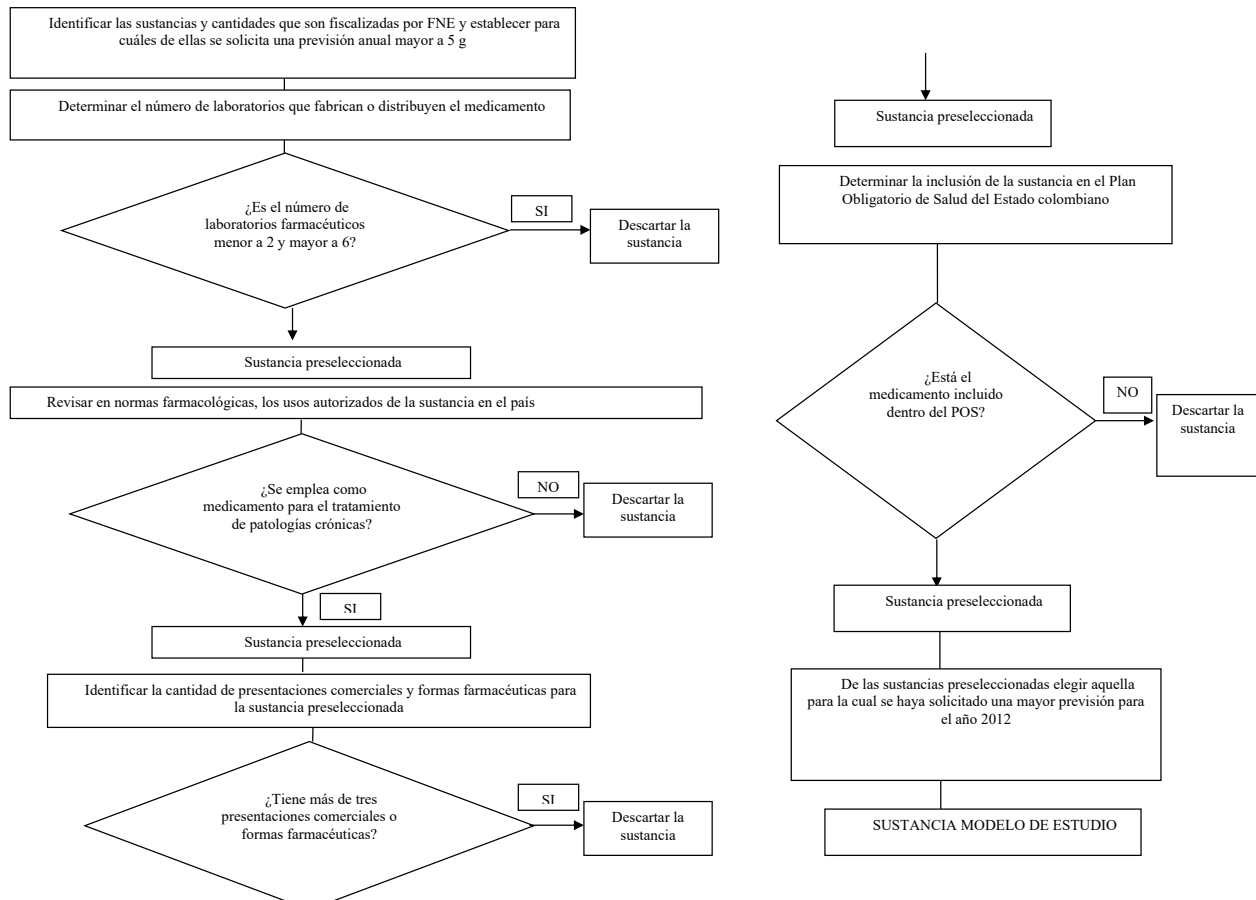 Identificar las sustancias y cantidades que son fiscalizadas por FNE y establecer para
cuáles de ellas se solicita una previsión anual mayor a 5 g
Determinar el número de laboratorios que fabrican o distribuyen el medicamento
¿Es el número de
laboratorios farmacéuticos
menor a 2 y mayor a 6?
SI
Descartar la
sustancia
Sustancia preseleccionado
Revisar en normas farmacológicas, los usos autorizados de la sustancia en el país
¿Se emplea como
medicamento para el tratamiento
de patologías crónicas?
NO
Descartar la
sustancia
SI
Sustancia preseleccionado
Identificar la cantidad de presentaciones comerciales y formas farmacéuticas para
la sustancia preseleccionada
¿Tiene más de tres
presentaciones comerciales o
formas farmacéuticas?
SI
Descartar la
sustancia
Sustancia preseleccionada
Determinar la inclusión de la sustancia en el Plan
Obligatorio de Salud del Estado colombiano
¿Está el
medicamento incluido
dentro del POS?
NO
Descartar la
sustancia
Sustancia preseleccionada
De las sustancias preseleccionadas elegir aquella
para la cual se haya solicitado una mayor previsión para
el año 2012
SUSTANCIA MODELO DE ESTUDIO